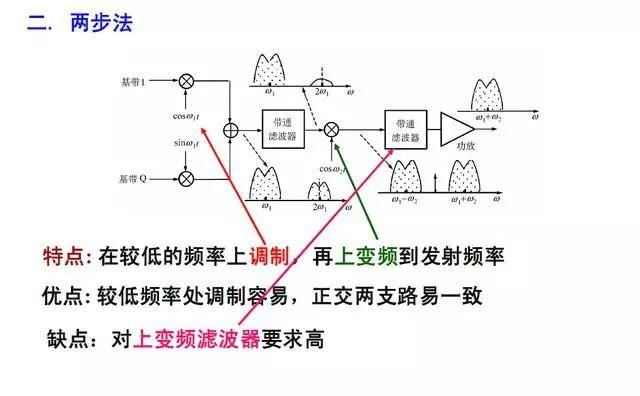 二. 两步法
基带 I
cosω₁t
sinω₁t
基带 Q
ω₁ 2ω₁ ω
带通
滤波器
ω₁ 2ω₁ ω
cosω₂t
带通
滤波器
ω₁−ω₂ ω₁+ω₂ ω
功放
ω₁+ω₂ ω
特点: 在较低的频率上调制，再上变频到发射频率
优点: 较低频率处调制容易，正交两支路易一致
缺点：对上变频滤波器要求高